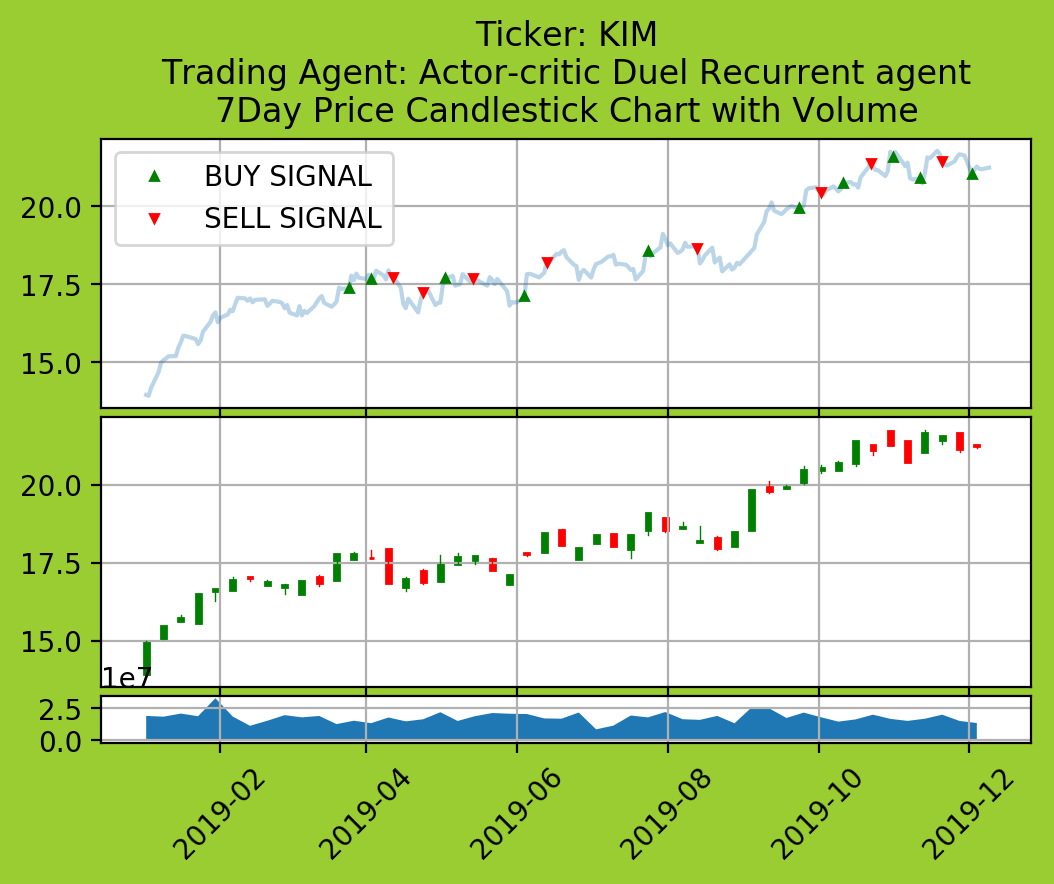 Ticker: KIM
Trading Agent: Actor-critic Duel Recurrent agent
7Day Price Candlestick Chart with Volume
BUY SIGNAL
SELL SIGNAL
20.0
17.5
15.0
20.0
17.5
15.0
1e7
2.5
0.0
2019-02
2019-04
2019-06
2019-08
2019-10
2019-12